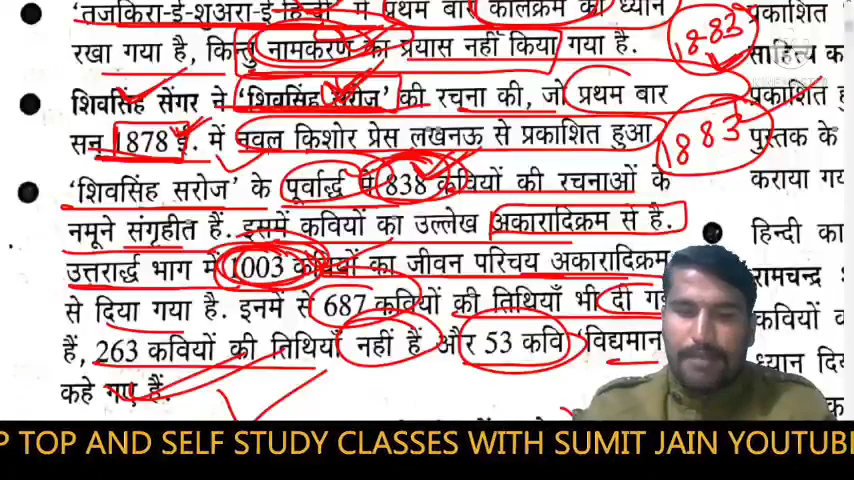 'तजकिरा-ई-शुअरा-ई-हिन्दी में प्रथम बार कालक्रम का ध्यान
रखा गया है, किन्तु नामकरण का प्रयास नहीं किया गया है.
शिवसिंह सेंगर ने 'शिवसिंह सरोज' की रचना की, जो प्रथम बार
सन् 1878 ई. में नवल किशोर प्रेस लखनऊ से प्रकाशित हुआ
'शिवसिंह सरोज' के पूर्वार्द्ध में 838 कवियों की रचनाओं के
नमूने संगृहीत हैं. इसमें कवियों का उल्लेख अकारादिक्रम से है.
उत्तरार्द्ध भाग में 1003 कवियों का जीवन परिचय अकारादिक्रम
से दिया गया है. इनमें से 687 कवियों की तिथियाँ भी दी गई
हैं, 263 कवियों की तिथियाँ नहीं हैं और 53 कवि 'विद्यमान
कहे गए हैं.
1883
1883
प्रकाशित
साहित्य क
प्रकाशित हु
पुस्तक के
कराया गय
हिन्दी का
रामचन्द्र
कवियों
ध्यान दि
P TOP AND SELF STUDY CLASSES WITH SUMIT JAIN YOUTUB